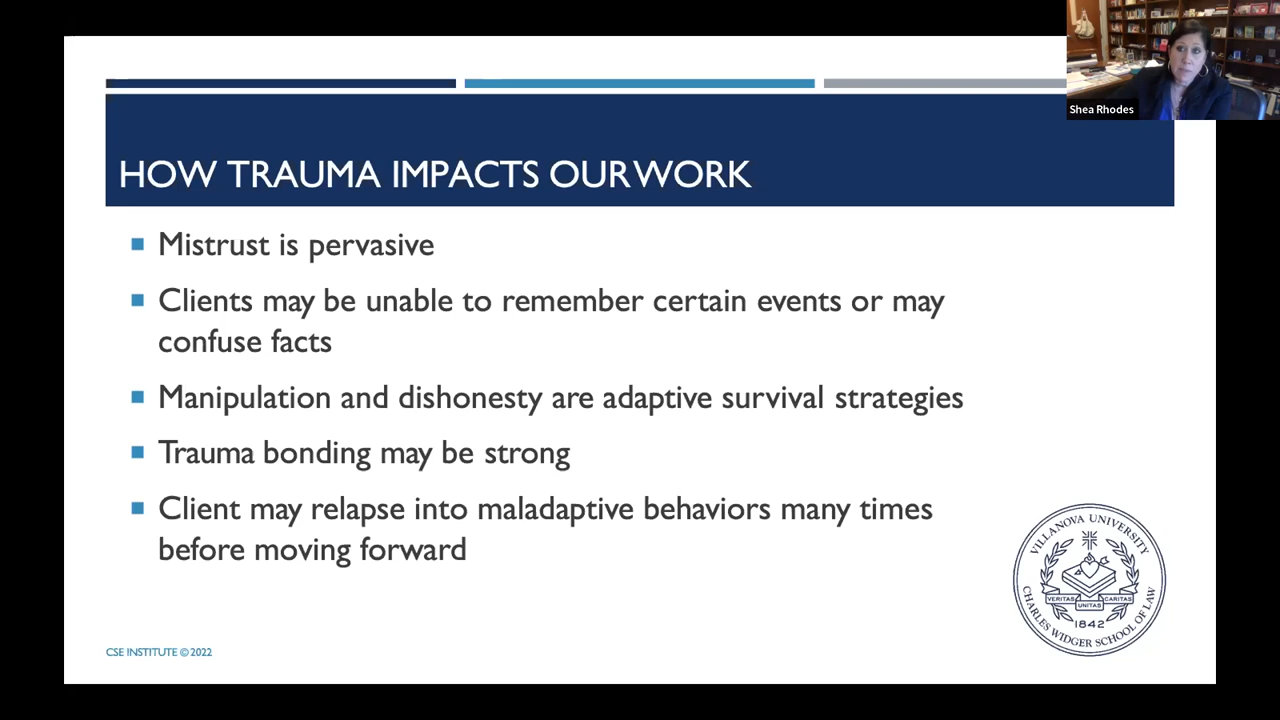 Shea Rhodes
HOW TRAUMA IMPACTS OUR WORK
Mistrust is pervasive
Clients may be unable to remember certain events or may
confuse facts
Manipulation and dishonesty are adaptive survival strategies
Trauma bonding may be strong
Client may relapse into maladaptive behaviors many times
before moving forward
VILLANOVA UNIVERSITY
VERITAS UNITAS CARITAS
1842
CHARLES WIDGER SCHOOL OF LAW
CSE INSTITUTE © 2022